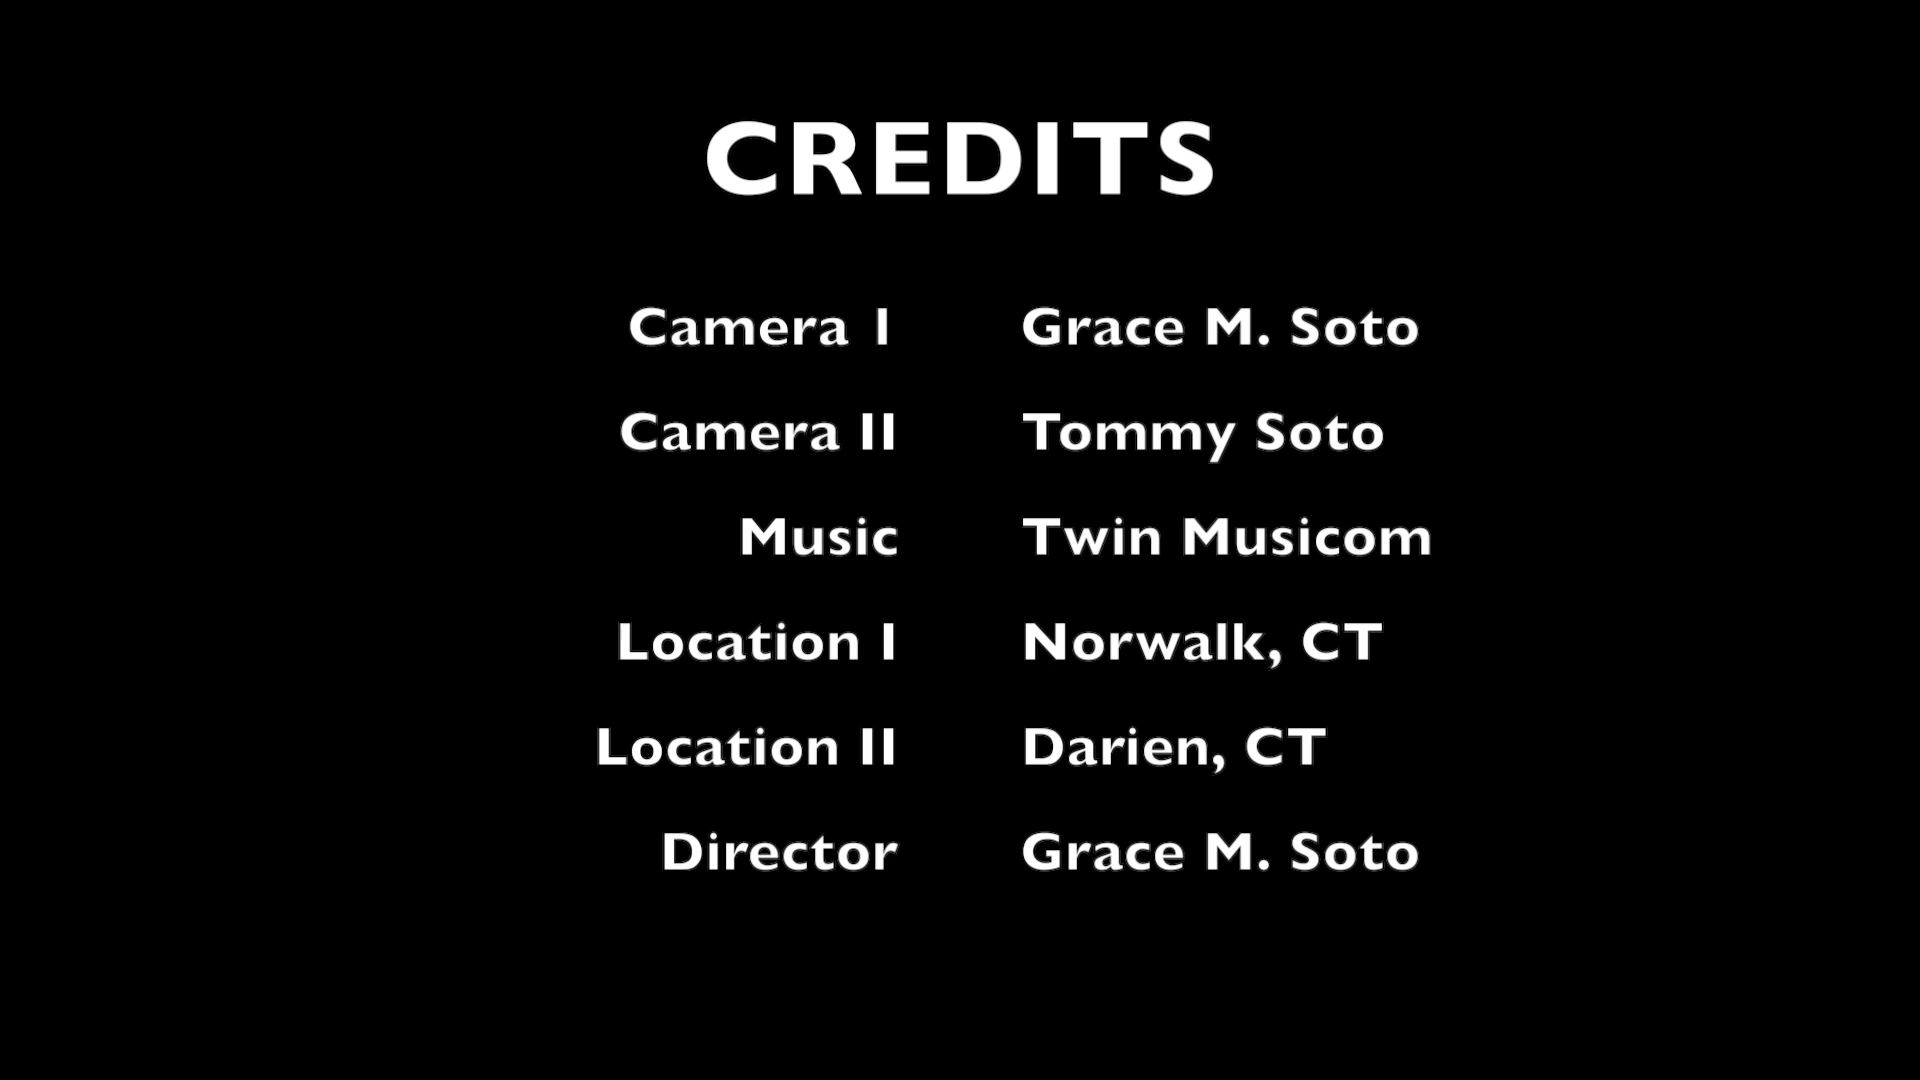 CREDITS
Camera 1 Grace M. Soto
Camera II Tommy Soto
Music Twin Musicom
Location I Norwalk, CT
Location II Darien, CT
Director Grace M. Soto